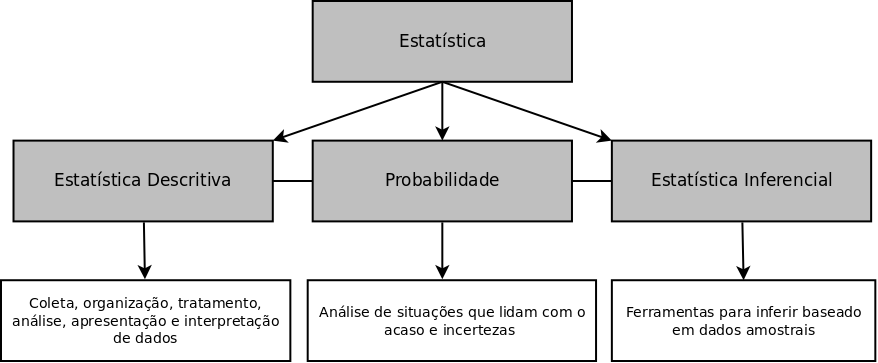 Estatística
Estatística Descritiva
Probabilidade
Estatística Inferencial
Coleta, organização, tratamento,
análise, apresentação e interpretação
de dados
Análise de situações que lidam com o
acaso e incertezas
Ferramentas para inferir baseado
em dados amostrais